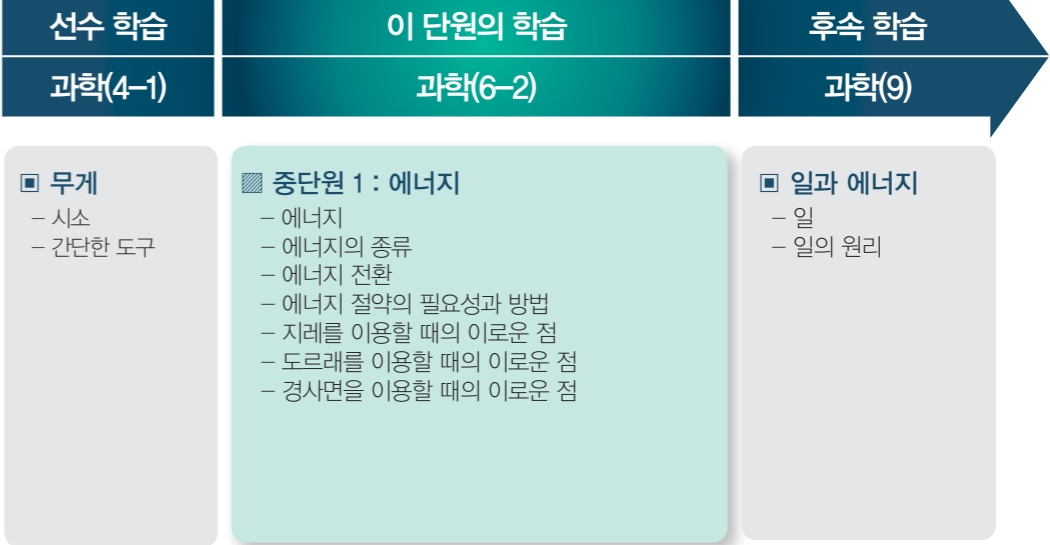 선수 학습
이 단원의 학습
후속 학습
과학(4-1)
과학(6-2)
과학(9)
▣ 무게
- 시소
- 간단한 도구
▨ 중단원 1 : 에너지
- 에너지
- 에너지의 종류
- 에너지 전환
- 에너지 절약의 필요성과 방법
- 지레를 이용할 때의 이로운 점
- 도르래를 이용할 때의 이로운 점
- 경사면을 이용할 때의 이로운 점
▣ 일과 에너지
- 일
- 일의 원리